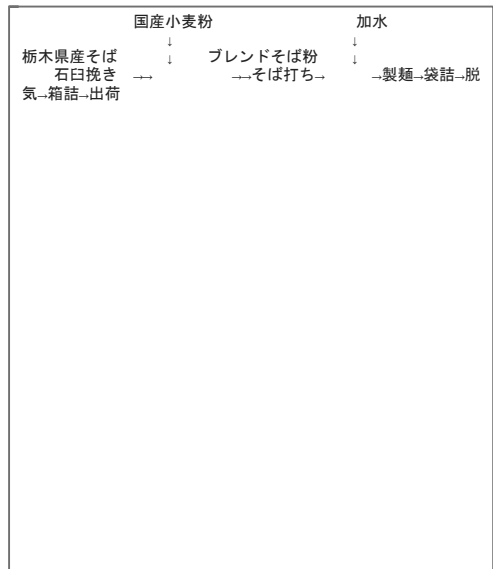 国産小麦粉 加水
↓ ↓
栃木県産そば ↓ ブレンドそば粉 ↓
石臼挽き →→ →→そば打ち→ →製麺→袋詰→脱
気→箱詰→出荷